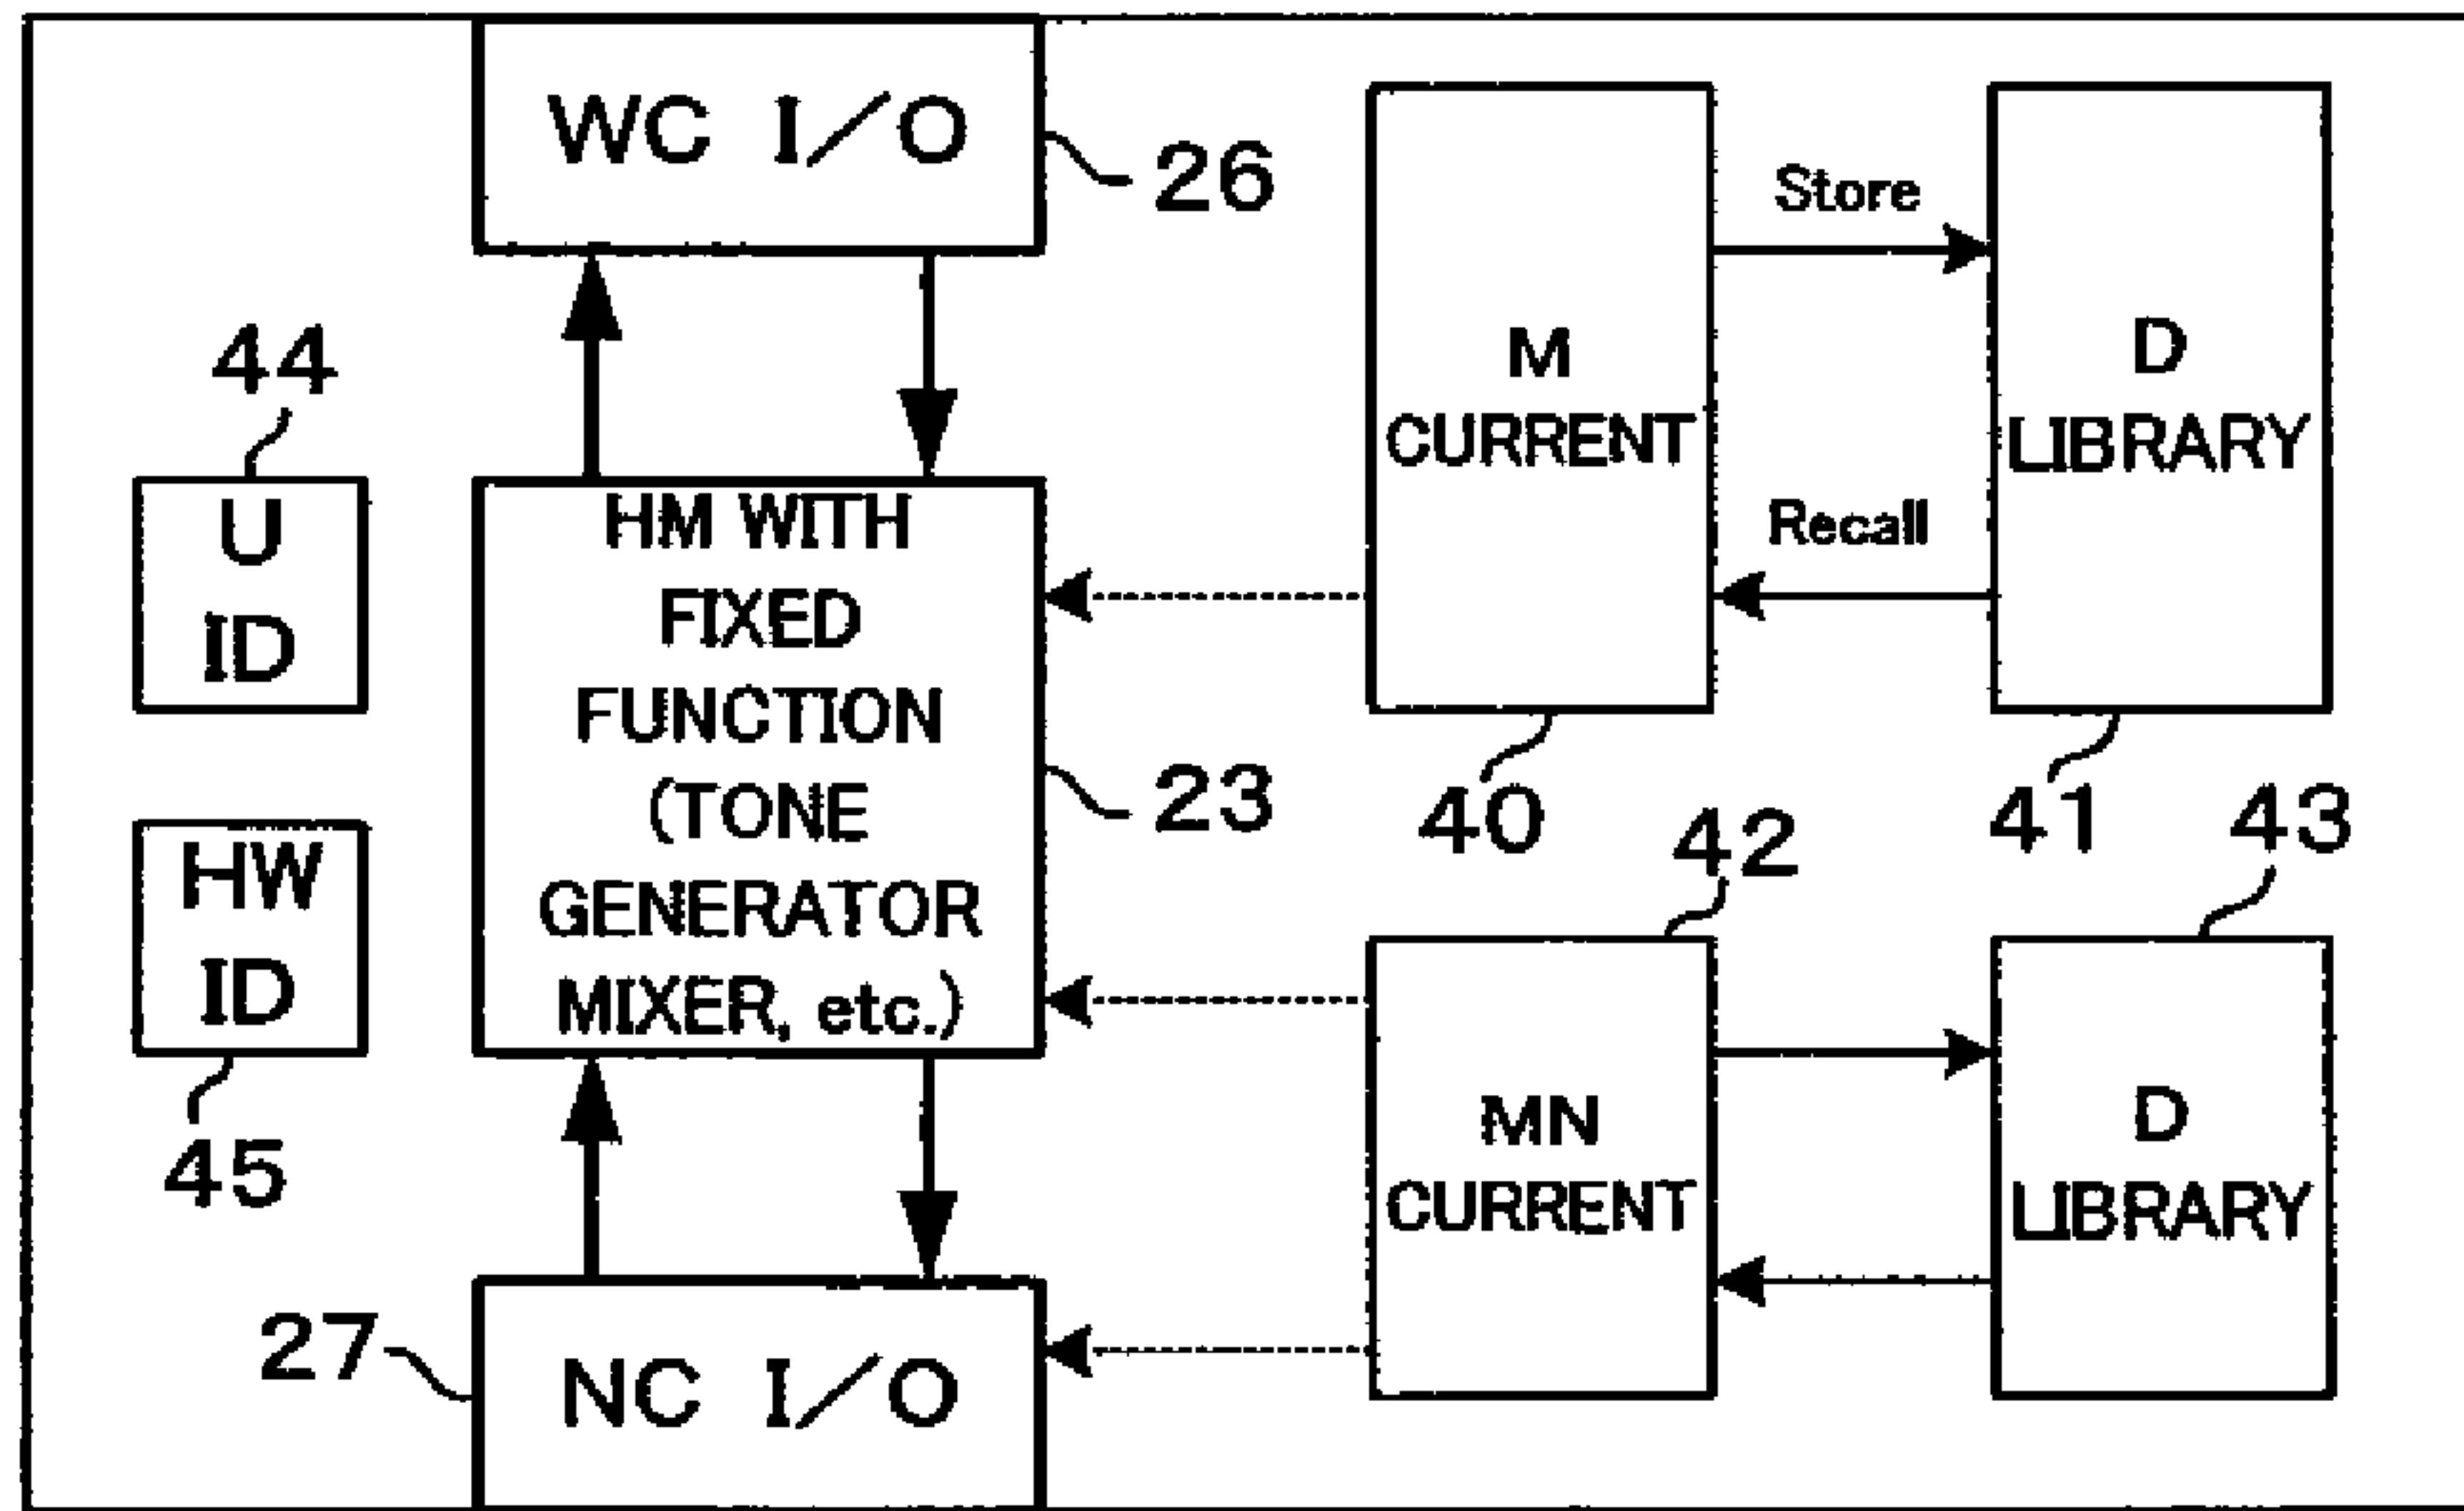 WC I/O
26
Store
M
CURRENT
D
LIBRARY
Recall
44
U
ID
HM WITH
FIXED
FUNCTION
(TONE
GENERATOR
MIXER, etc.)
23
40
41
42
43
HW
ID
45
MN
CURRENT
D
LIBRARY
27
NC I/O